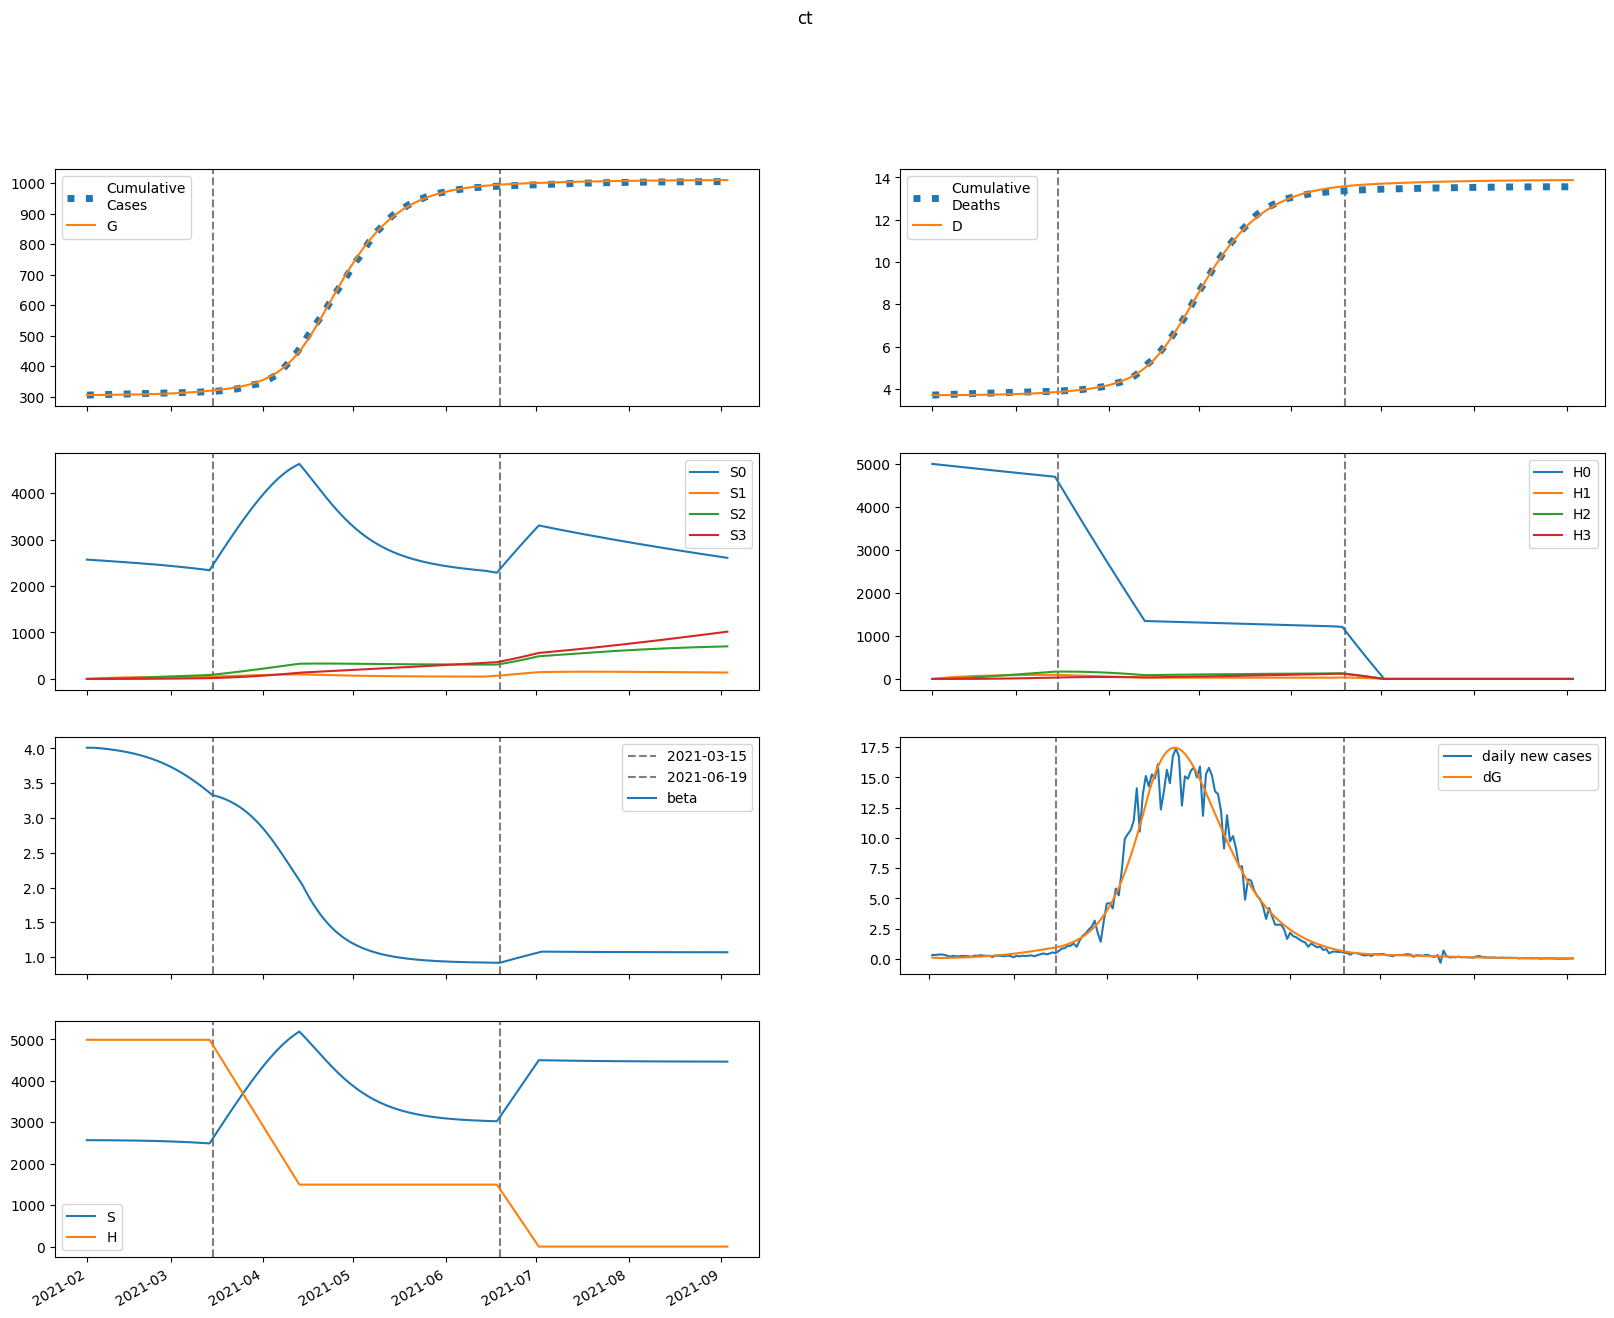 ct
Cumulative
Cases
G
1000
900
800
700
600
500
400
300
Cumulative
Deaths
D
14
12
10
8
6
4
S0
S1
S2
S3
4000
3000
2000
1000
0
H0
H1
H2
H3
5000
4000
3000
2000
1000
0
2021-03-15
2021-06-19
beta
4.0
3.5
3.0
2.5
2.0
1.5
1.0
daily new cases
dG
17.5
15.0
12.5
10.0
7.5
5.0
2.5
0.0
5000
4000
3000
2000
1000
0
S
H
2021-02
2021-03
2021-04
2021-05
2021-06
2021-07
2021-08
2021-09